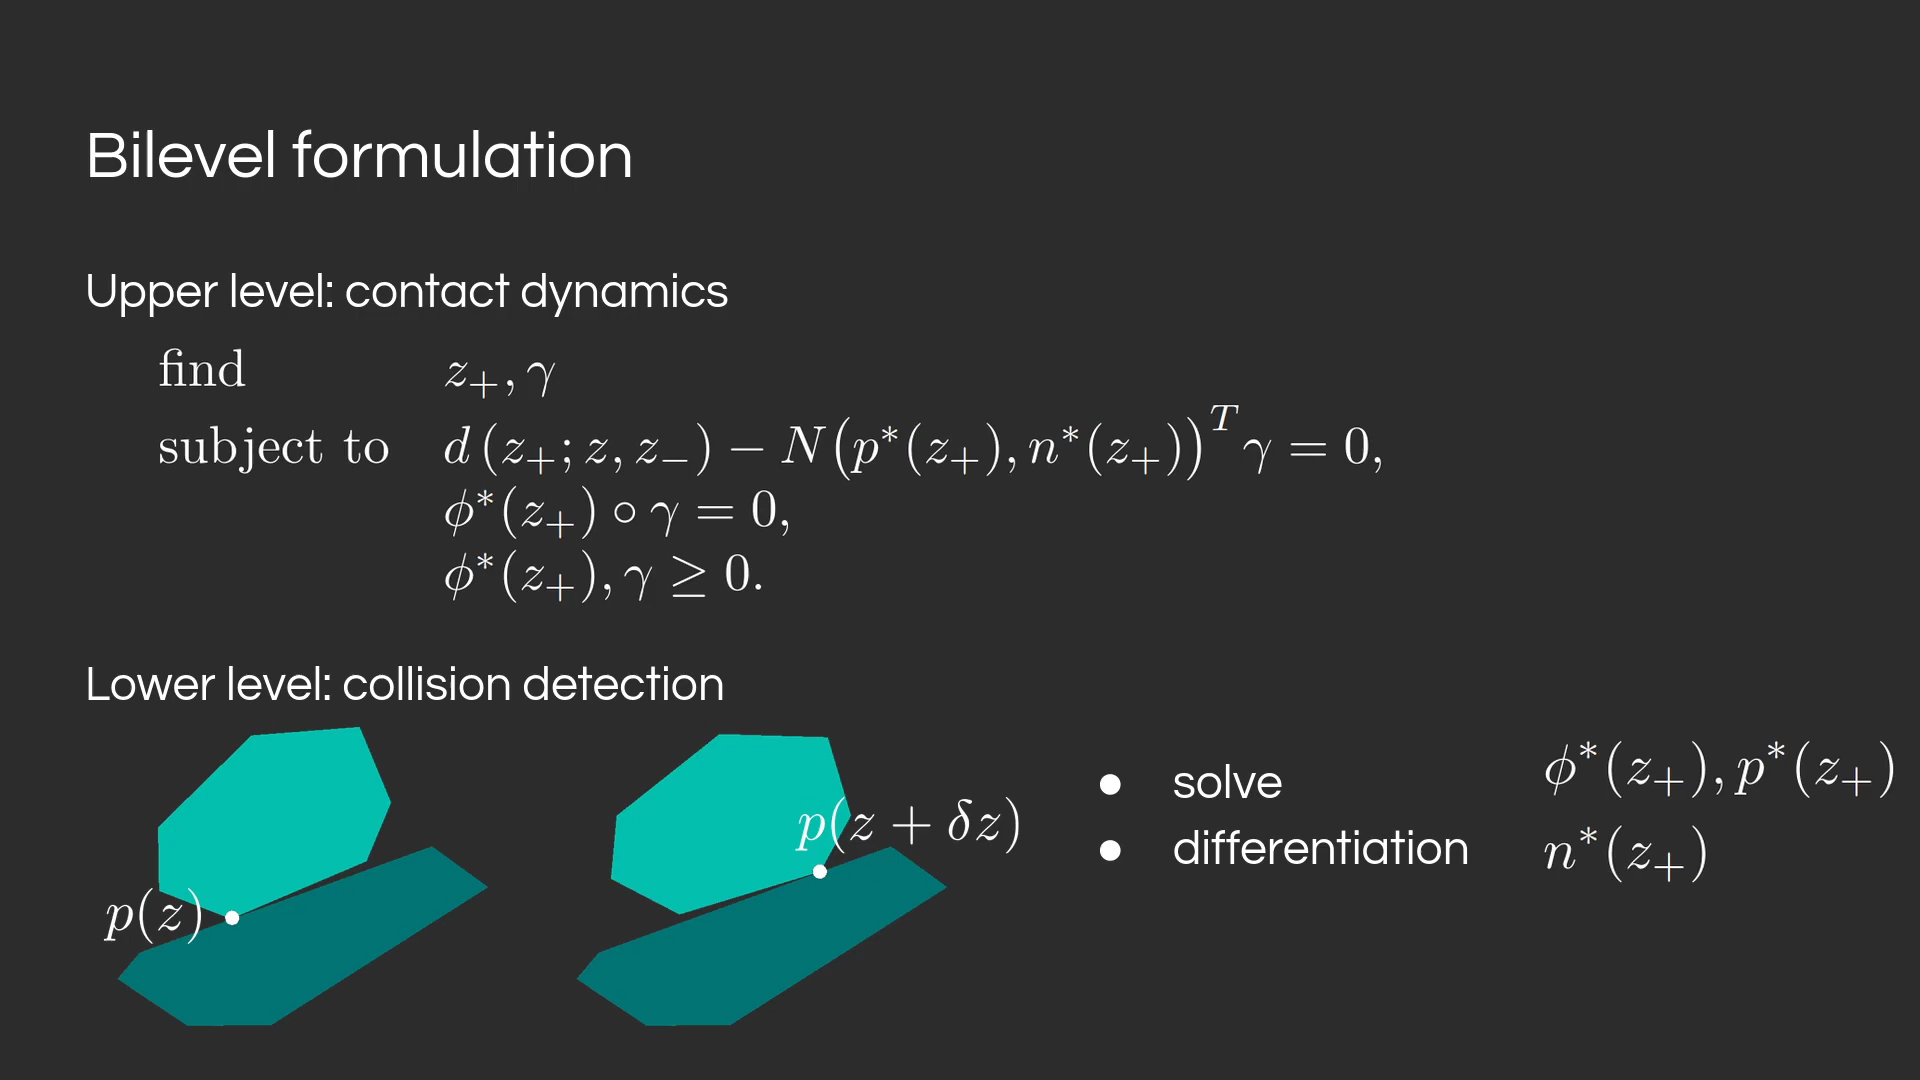 Bilevel formulation
Upper level: contact dynamics
find z₊, γ
subject to d (z₊; z, z₋) − N(p*(z₊), n*(z₊))ᵀ γ = 0,
ϕ*(z₊) ∘ γ = 0,
ϕ*(z₊), γ ≥ 0.
Lower level: collision detection
p(z)
p(z + δz)
● solve ϕ*(z₊), p*(z₊)
● differentiation n*(z₊)